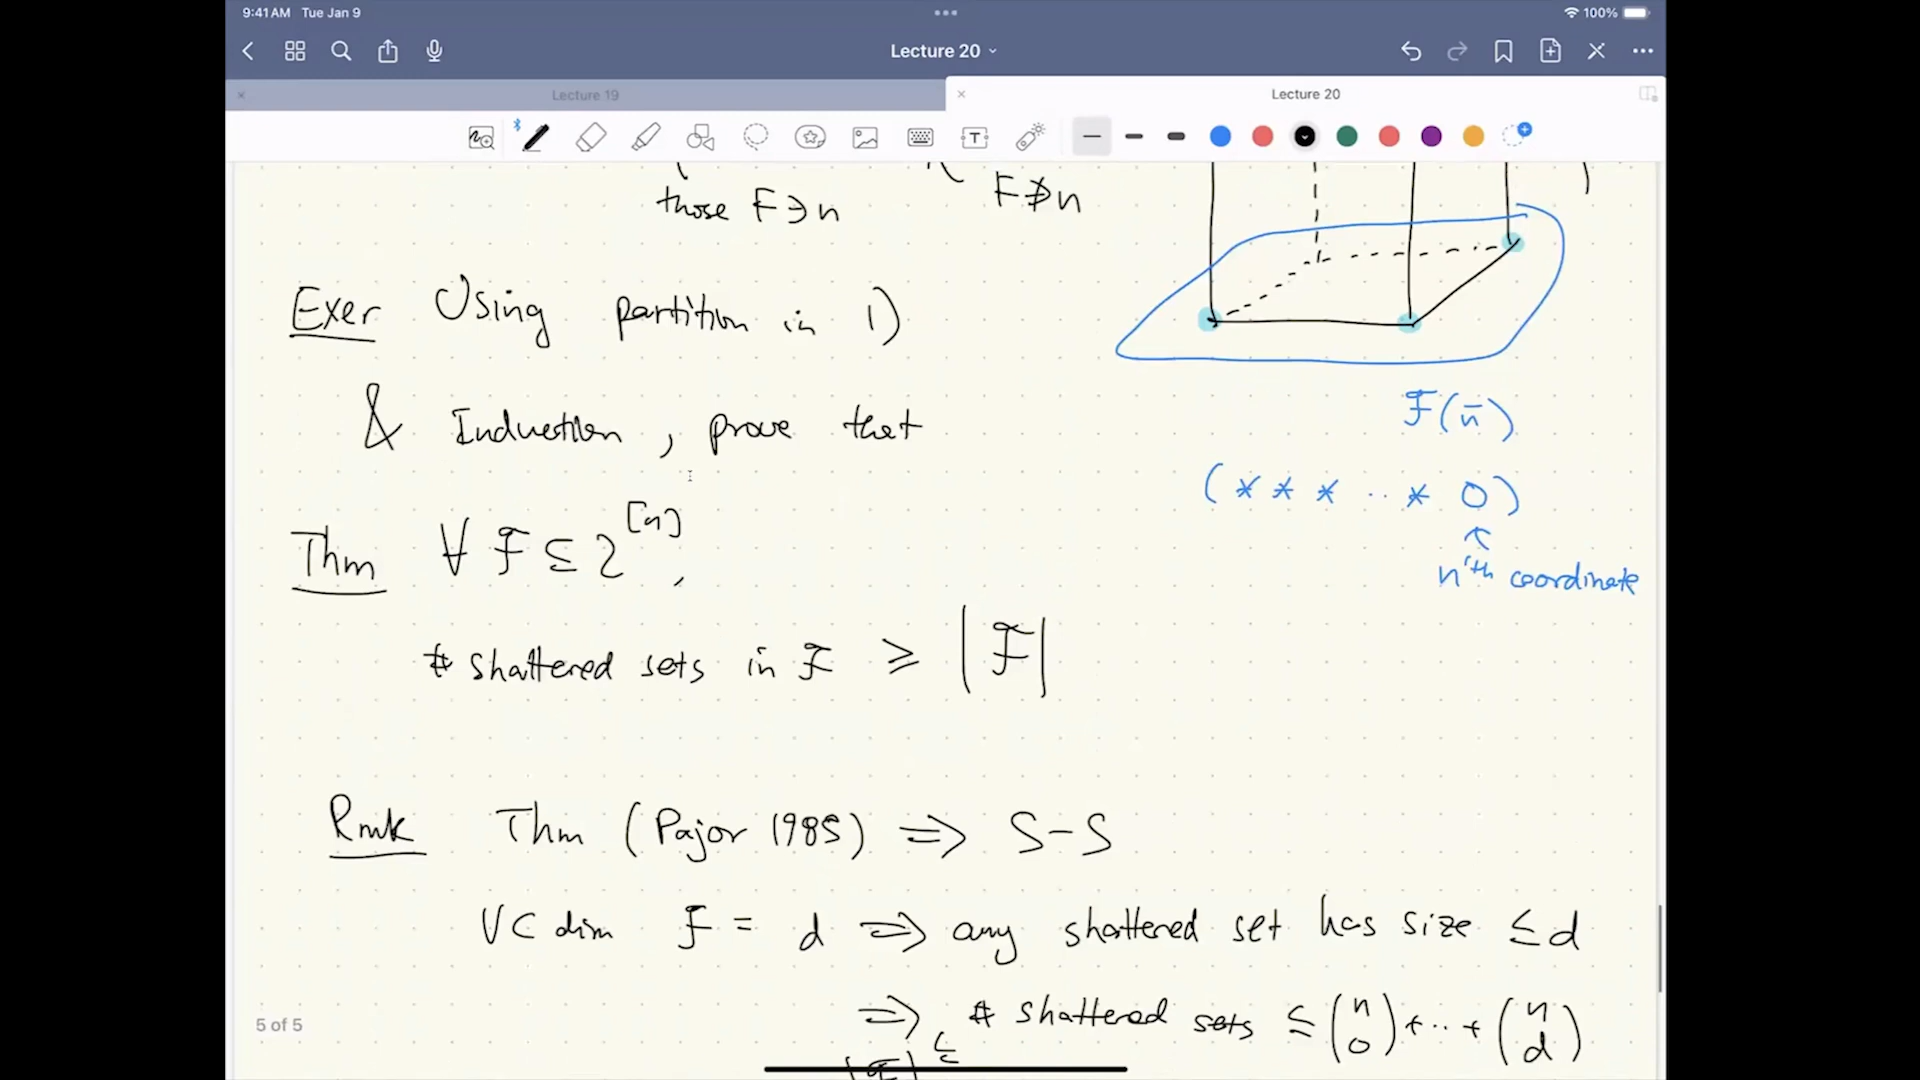 9:41 AM Tue Jan 9
100%
Lecture 20
Lecture 19
Lecture 20
those F∋n
F∌n
Exer Using partition in 1)
& Induction, prove that
Thm ∀ F ⊆ 2^[n],
# shattered sets in F ⩾ |F|
F(n̄)
(* * * ·· * 0)
↖
n'th coordinate
Rmk Thm (Pajor 1985) ⇒ S-S
VC dim F = d ⇒ any shattered set has size ≤ d
⇒ # shattered sets ≤ (n 0) + ·· + (n d)
5 of 5
|F| ≤